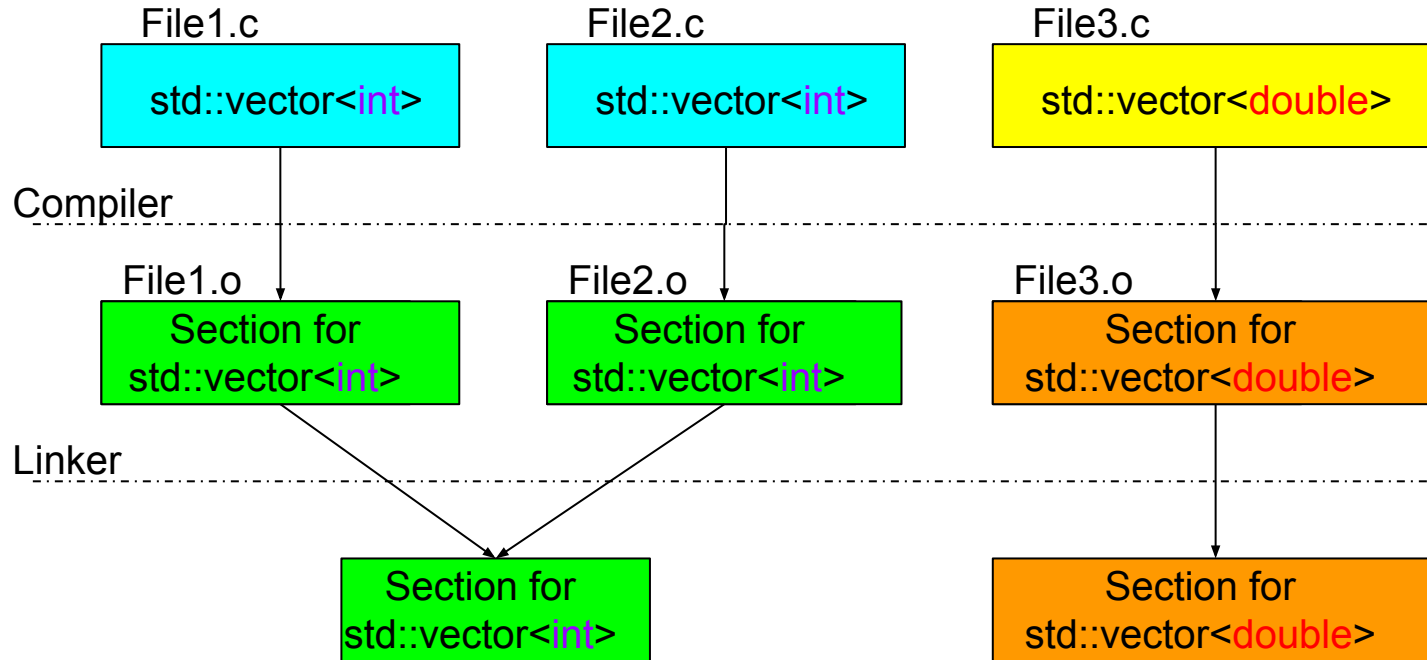 File1.c
File2.c
File3.c
std::vector<int>
std::vector<int>
std::vector<double>
Compiler
File1.o
File2.o
File3.o
Section for
std::vector<int>
Section for
std::vector<int>
Section for
std::vector<double>
Linker
Section for
std::vector<int>
Section for
std::vector<double>